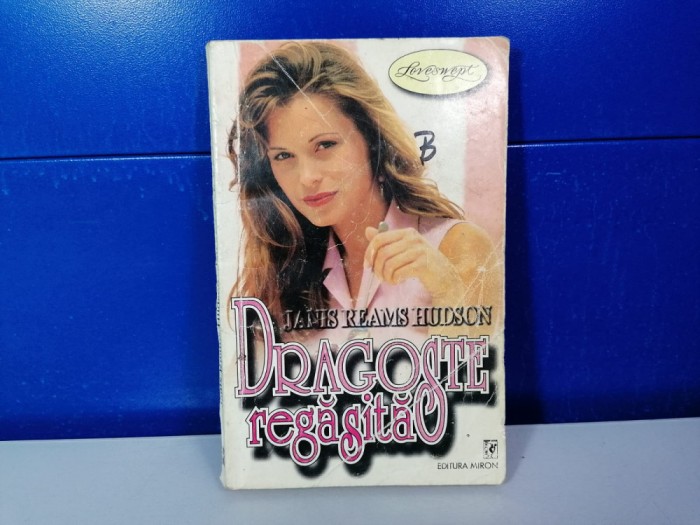 Loveswept
B
JANIS REAMS HUDSON
DRAGOSTE
regăsită
EDITURA MIRON